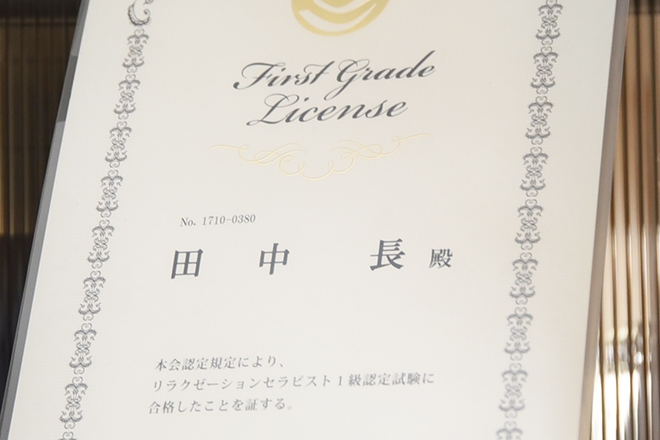 First Grade
License
No. 1710-0380
田 中 長 殿
本会認定規定により、
リラクゼーションセラピスト1級認定試験に
合格したことを証する。